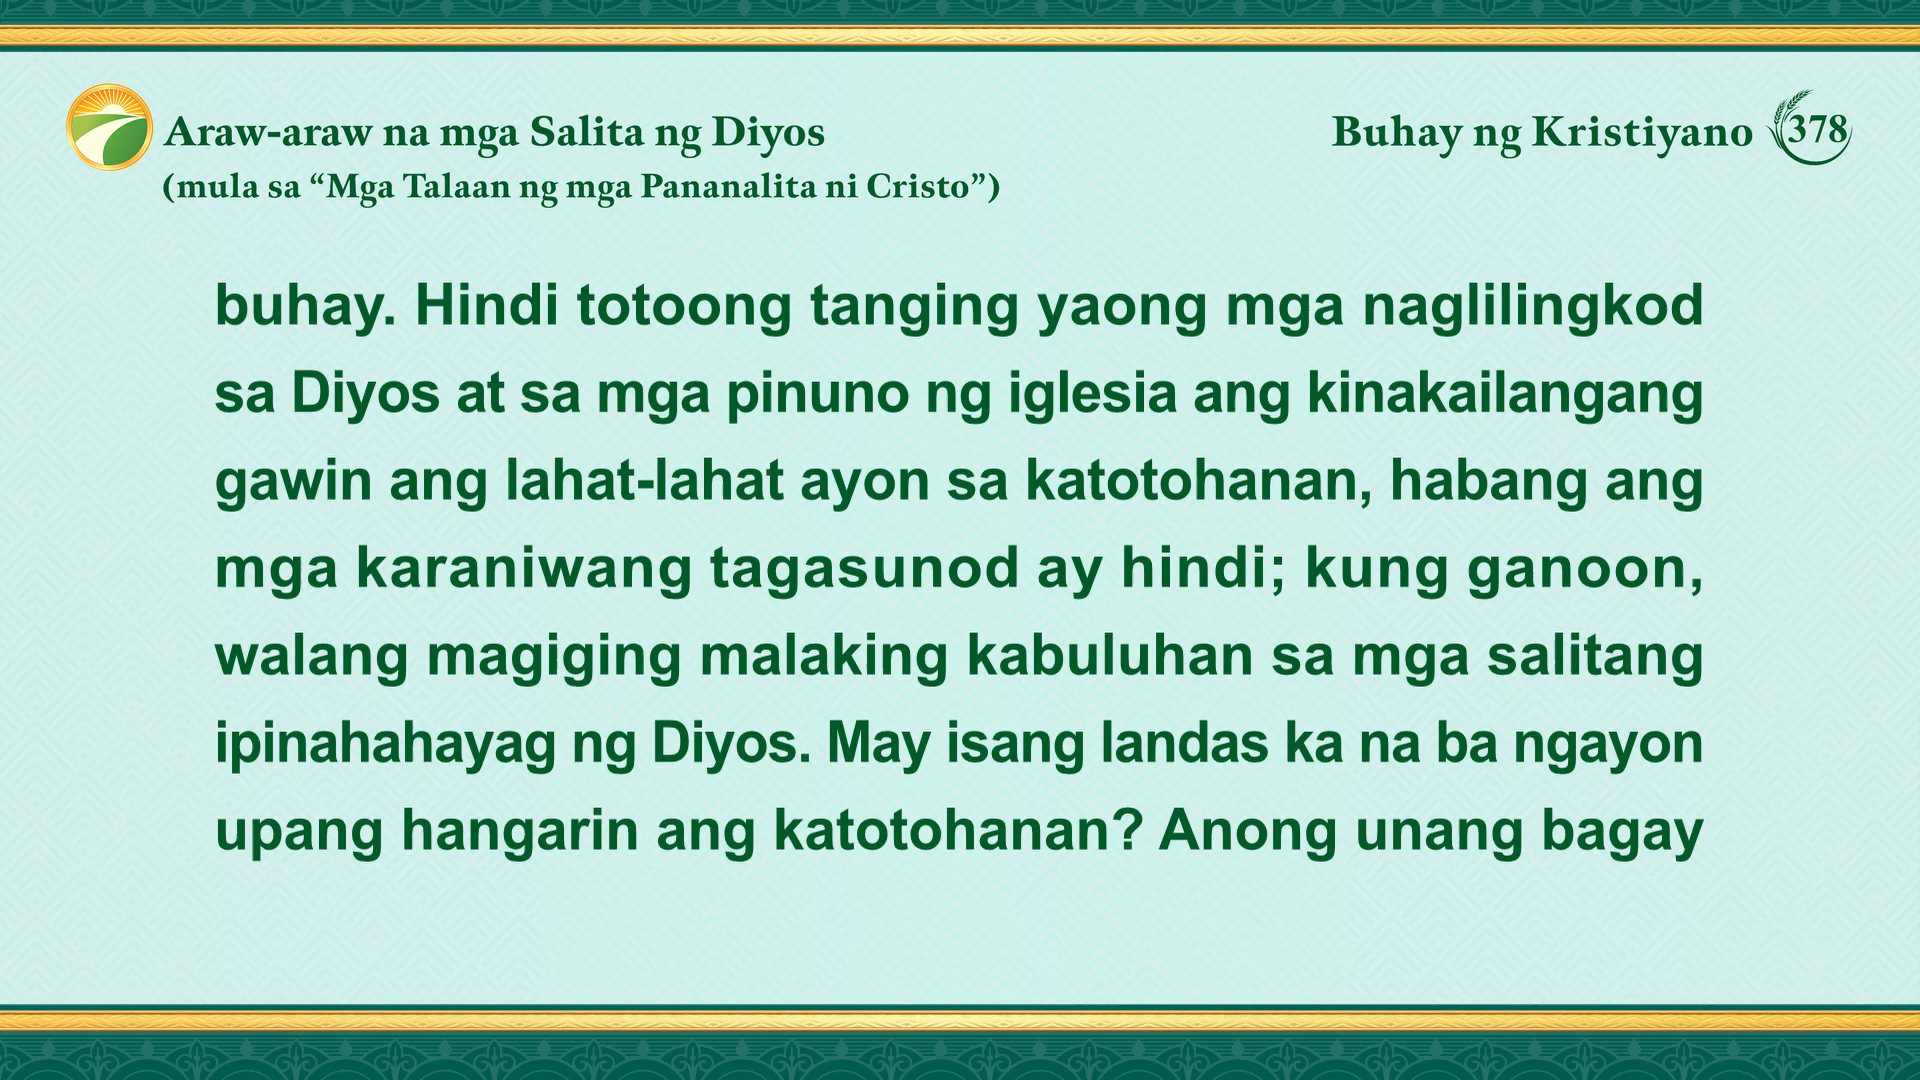 Araw-araw na mga Salita ng Diyos
(mula sa “Mga Talaan ng mga Pananalita ni Cristo”)
Buhay ng Kristiyano 378
buhay. Hindi totoong tanging yaong mga naglilingkod
sa Diyos at sa mga pinuno ng iglesia ang kinakailangang
gawin ang lahat-lahat ayon sa katotohanan, habang ang
mga karaniwang tagasunod ay hindi; kung ganoon,
walang magiging malaking kabuluhan sa mga salitang
ipinahahayag ng Diyos. May isang landas ka na ba ngayon
upang hangarin ang katotohanan? Anong unang bagay